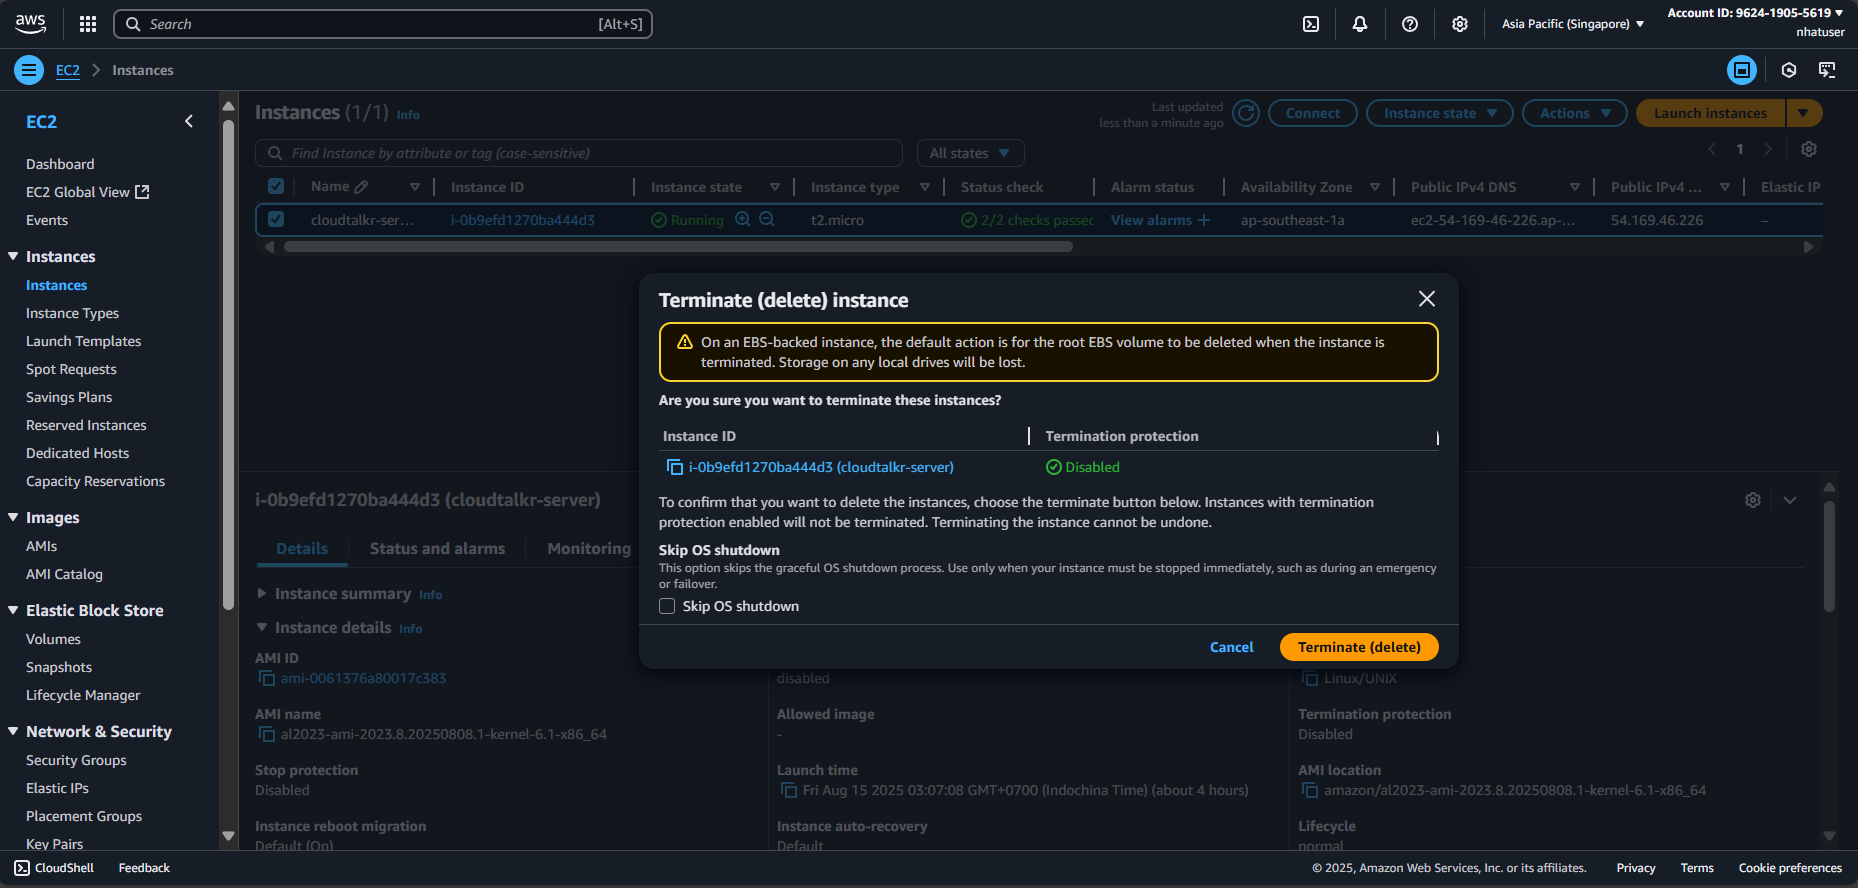 aws
Search
[Alt+S]
Asia Pacific (Singapore)
Account ID: 9624-1905-5619
nhatuser
EC2
Instances
EC2
Dashboard
EC2 Global View
Events
Instances
Instances
Instance Types
Launch Templates
Spot Requests
Savings Plans
Reserved Instances
Dedicated Hosts
Capacity Reservations
Images
AMIs
AMI Catalog
Elastic Block Store
Volumes
Snapshots
Lifecycle Manager
Network & Security
Security Groups
Elastic IPs
Placement Groups
Key Pairs
Instances (1/1) Info
Last updated
less than a minute ago
Connect
Instance state
Actions
Launch instances
Find Instance by attribute or tag (case-sensitive)
All states
1
Name Instance ID Instance state Instance type Status check Alarm status Availability Zone Public IPv4 DNS Public IPv4 ... Elastic IP
cloudtalkr-ser... i-0b9efd1270ba444d3 Running t2.micro 2/2 checks passec View alarms + ap-southeast-1a ec2-54-169-46-226.ap-... 54.169.46.226 –
Terminate (delete) instance
On an EBS-backed instance, the default action is for the root EBS volume to be deleted when the instance is
terminated. Storage on any local drives will be lost.
Are you sure you want to terminate these instances?
Instance ID Termination protection
i-0b9efd1270ba444d3 (cloudtalkr-server) Disabled
To confirm that you want to delete the instances, choose the terminate button below. Instances with termination
protection enabled will not be terminated. Terminating the instance cannot be undone.
Skip OS shutdown
This option skips the graceful OS shutdown process. Use only when your instance must be stopped immediately, such as during an emergency
or failover.
Skip OS shutdown
Cancel
Terminate (delete)
i-0b9efd1270ba444d3 (cloudtalkr-server)
Details
Status and alarms
Monitoring
Instance summary Info
Instance details Info
AMI ID
ami-0061376a80017c383
disabled
Linux/UNIX
AMI name
al2023-ami-2023.8.20250808.1-kernel-6.1-x86_64
Allowed image
-
Termination protection
Disabled
Stop protection
Disabled
Launch time
Fri Aug 15 2025 03:07:08 GMT+0700 (Indochina Time) (about 4 hours)
AMI location
amazon/al2023-ami-2023.8.20250808.1-kernel-6.1-x86_64
Instance reboot migration
Default (On)
Instance auto-recovery
Default
Lifecycle
normal
CloudShell
Feedback
© 2025, Amazon Web Services, Inc. or its affiliates.
Privacy
Terms
Cookie preferences